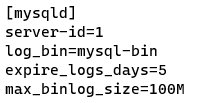 [mysqld]
server-id=1
log_bin=mysql-bin
expire_logs_days=5
max_binlog_size=100M